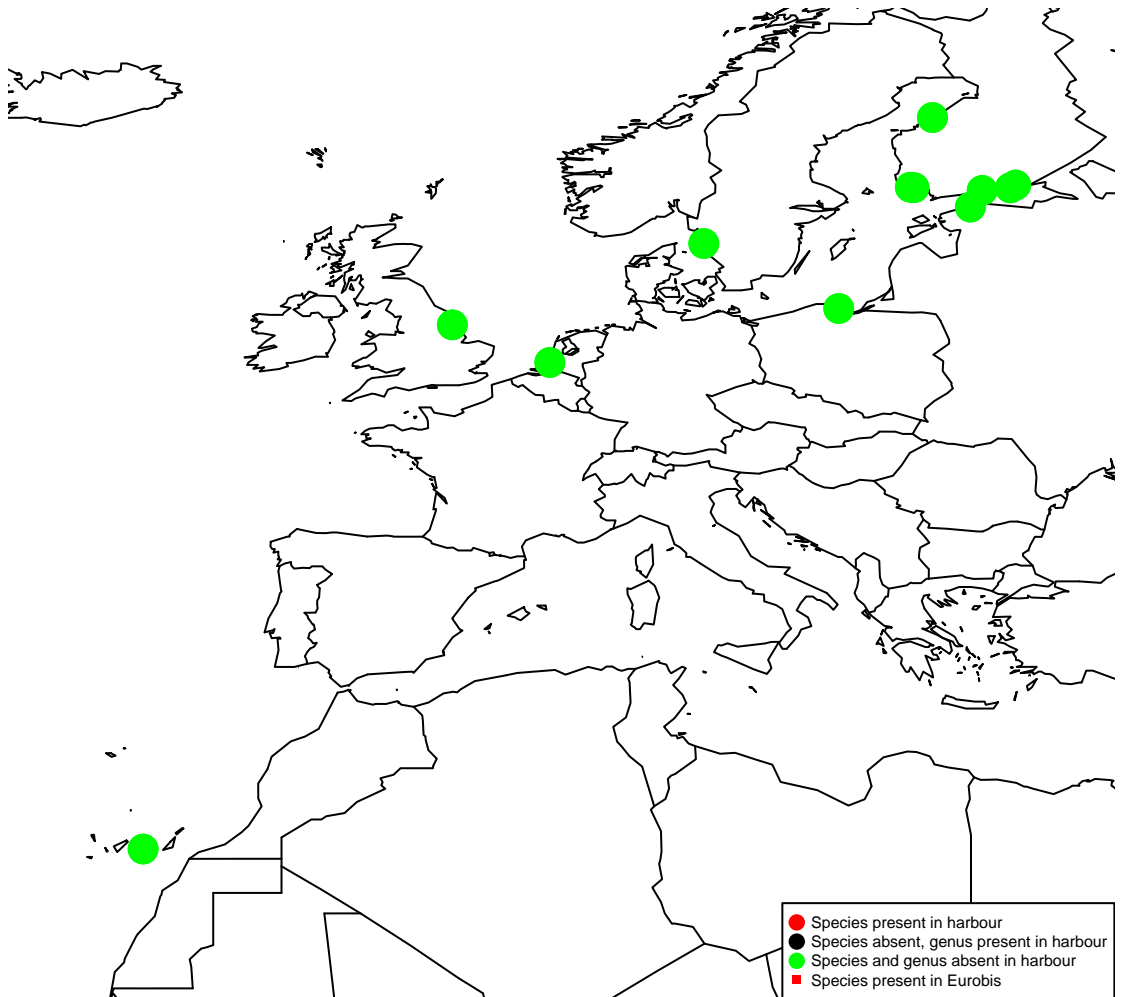 Species present in harbour
Species absent, genus present in harbour
Species and genus absent in harbour
Species present in Eurobis